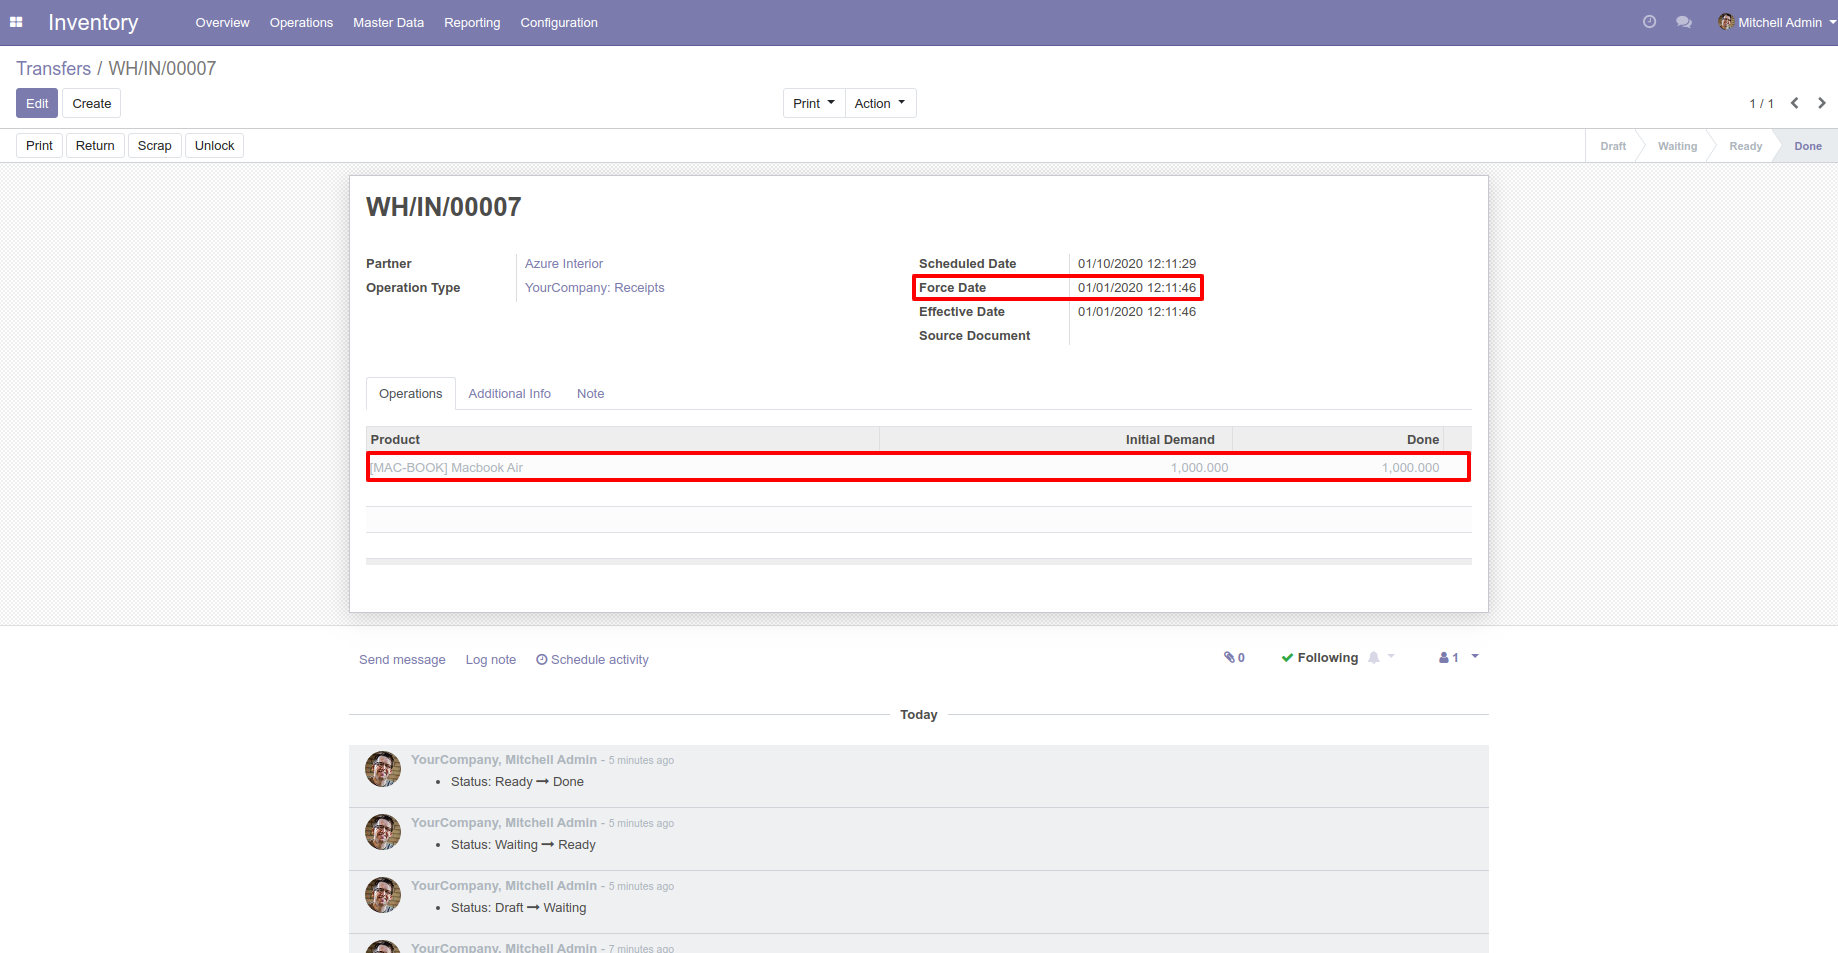 Inventory Overview Operations Master Data Reporting Configuration Mitchell Admin
Transfers / WH/IN/00007
Edit Create Print Action 1 / 1
Print Return Scrap Unlock Draft Waiting Ready Done
WH/IN/00007
Partner Azure Interior Scheduled Date 01/10/2020 12:11:29
Operation Type YourCompany: Receipts Force Date 01/01/2020 12:11:46
Effective Date 01/01/2020 12:11:46
Source Document
Operations Additional Info Note
Product Initial Demand Done
[MAC-BOOK] Macbook Air 1,000.000 1,000.000
Send message Log note Schedule activity 0 Following 1
Today
YourCompany, Mitchell Admin - 5 minutes ago
• Status: Ready → Done
YourCompany, Mitchell Admin - 5 minutes ago
• Status: Waiting → Ready
YourCompany, Mitchell Admin - 5 minutes ago
• Status: Draft → Waiting
YourCompany, Mitchell Admin - 7 minutes ago